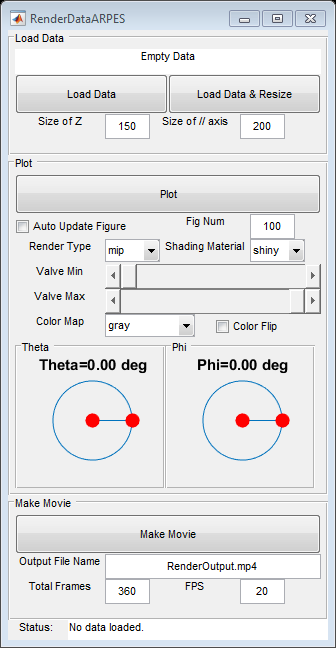 RenderDataARPES
Load Data
Empty Data
Load Data Load Data & Resize
Size of Z 150 Size of // axis 200
Plot
Plot
Auto Update Figure Fig Num 100
Render Type mip Shading Material shiny
Valve Min
Valve Max
Color Map gray Color Flip
Theta Phi
Theta=0.00 deg Phi=0.00 deg
Make Movie
Make Movie
Output File Name RenderOutput.mp4
Total Frames 360 FPS 20
Status: No data loaded.